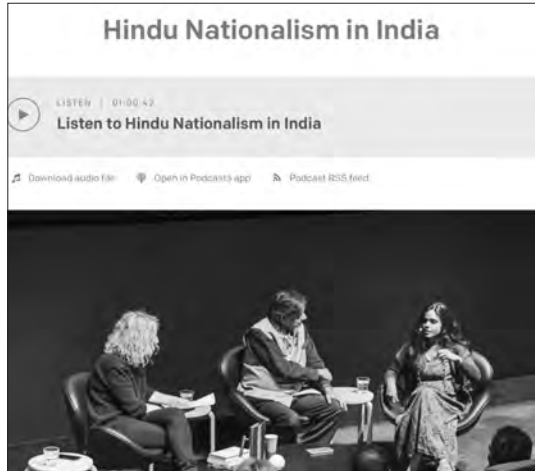 Hindu Nationalism in India
LISTEN | 01:00:42
Listen to Hindu Nationalism in India
Download audio file Open in Podcasts app Podcast RSS feed